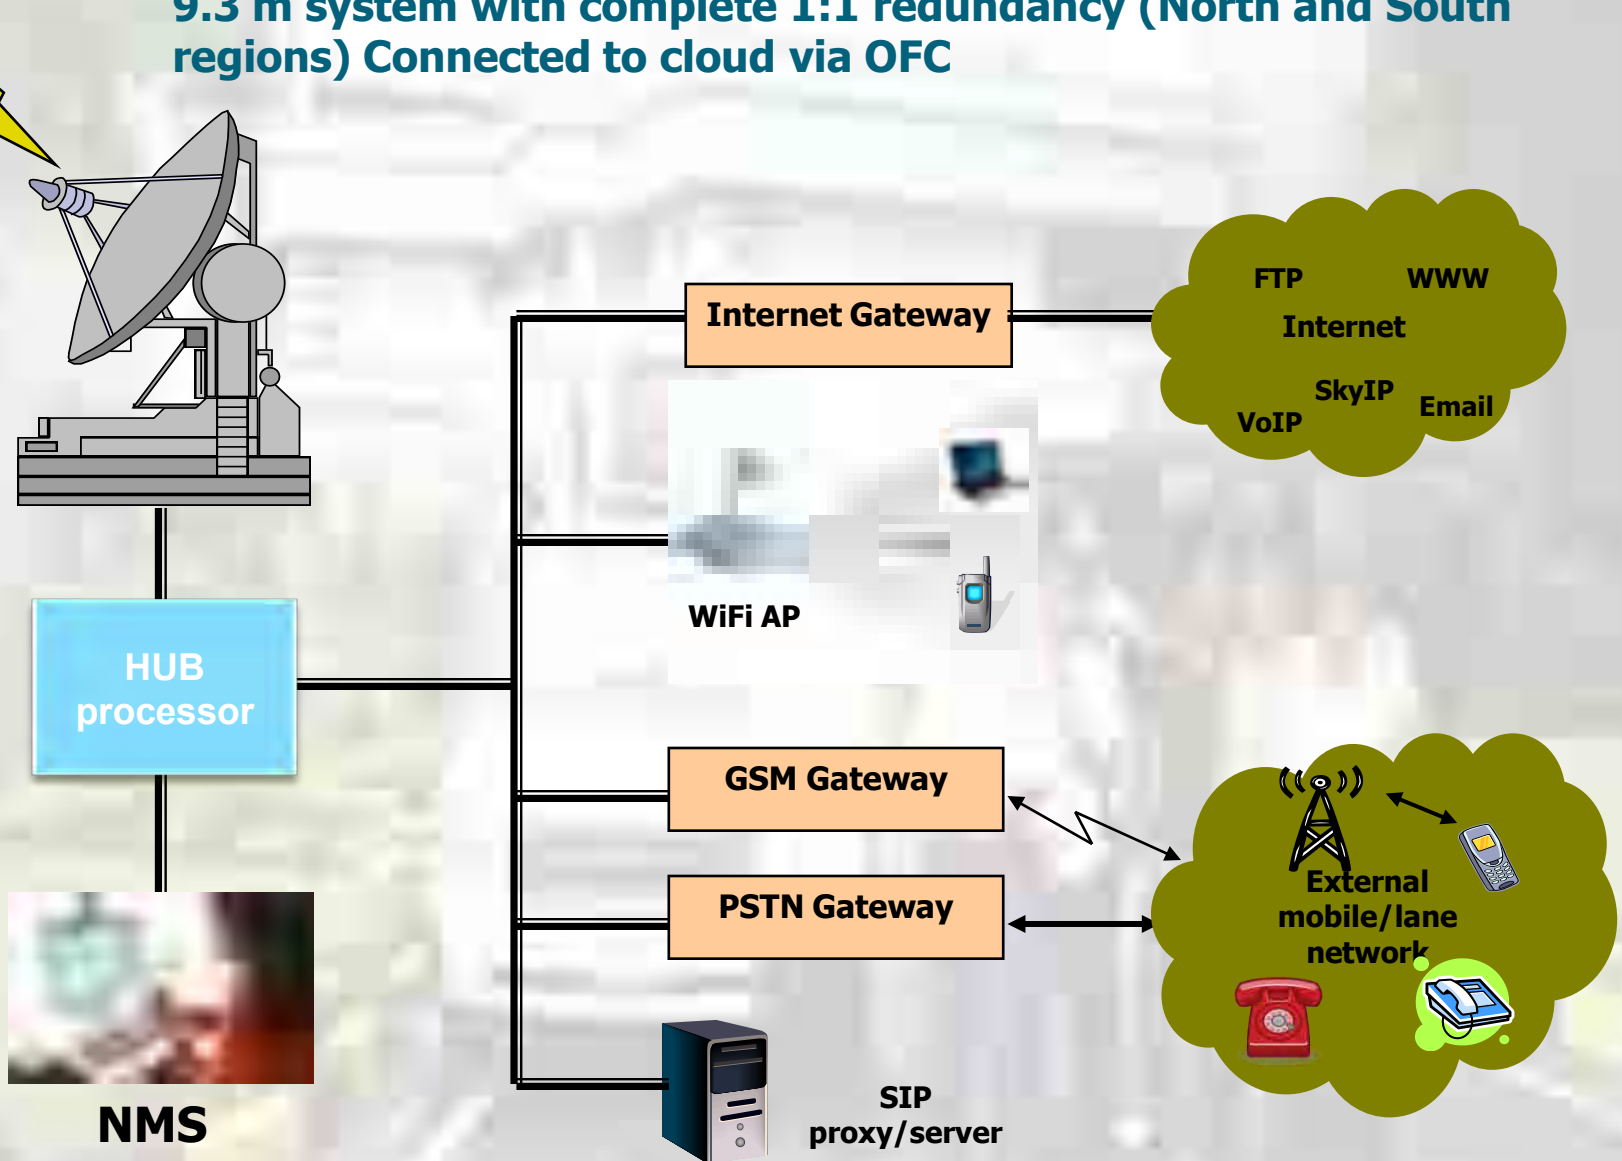 9.3 m system with complete 1:1 redundancy (North and South
regions) Connected to cloud via OFC
Internet Gateway
FTP
WWW
Internet
SkyIP
Email
VoIP
WiFi AP
HUB
processor
GSM Gateway
PSTN Gateway
External
mobile/lane
network
NMS
SIP
proxy/server